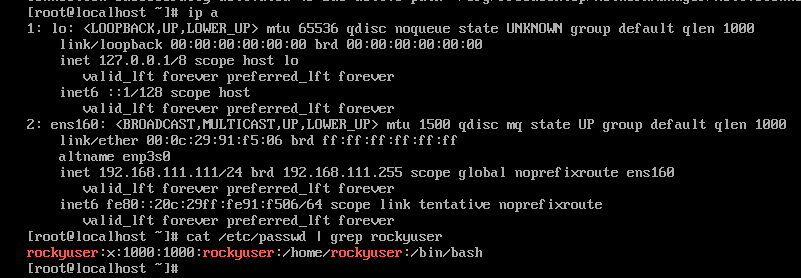 [root@localhost ~]# ip a
1: lo: <LOOPBACK,UP,LOWER_UP> mtu 65536 qdisc noqueue state UNKNOWN group default qlen 1000
    link/loopback 00:00:00:00:00:00 brd 00:00:00:00:00:00
    inet 127.0.0.1/8 scope host lo
       valid_lft forever preferred_lft forever
    inet6 ::1/128 scope host
       valid_lft forever preferred_lft forever
2: ens160: <BROADCAST,MULTICAST,UP,LOWER_UP> mtu 1500 qdisc mq state UP group default qlen 1000
    link/ether 00:0c:29:91:f5:06 brd ff:ff:ff:ff:ff:ff
    altname enp3s0
    inet 192.168.111.111/24 brd 192.168.111.255 scope global noprefixroute ens160
       valid_lft forever preferred_lft forever
    inet6 fe80::20c:29ff:fe91:f506/64 scope link tentative noprefixroute
       valid_lft forever preferred_lft forever
[root@localhost ~]# cat /etc/passwd | grep rockyuser
rockyuser:x:1000:1000:rockyuser:/home/rockyuser:/bin/bash
[root@localhost ~]#